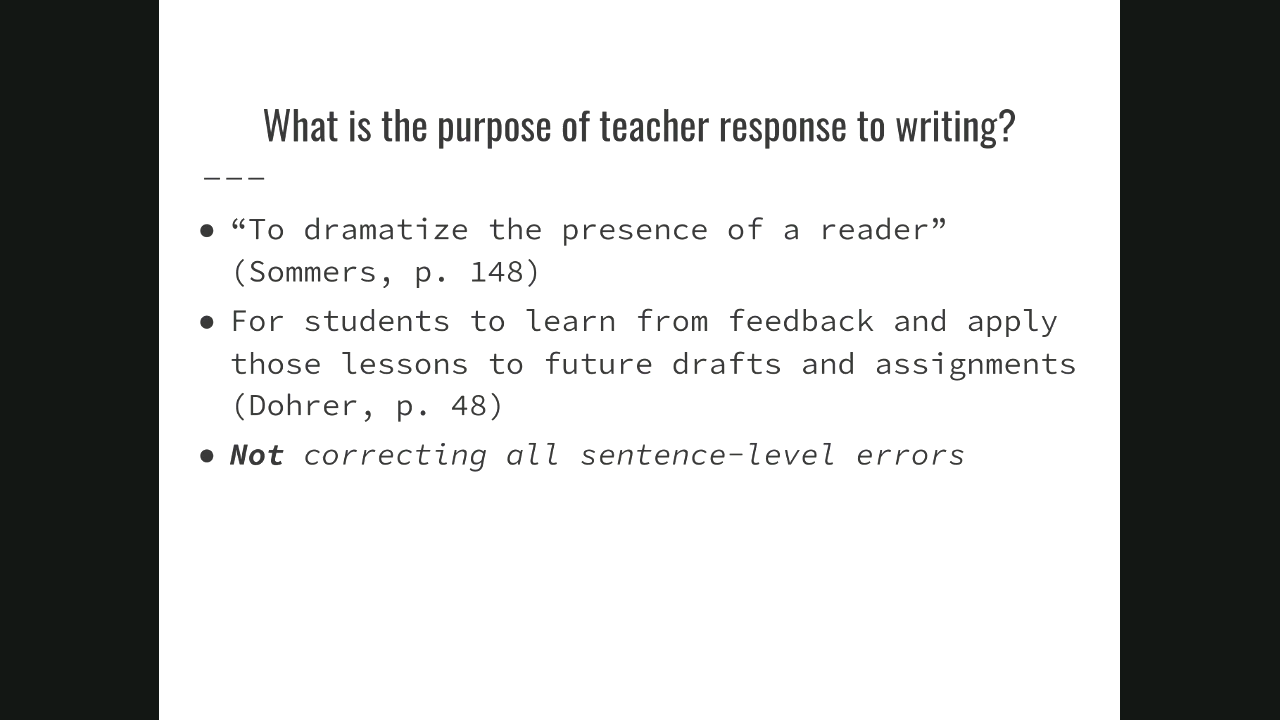 What is the purpose of teacher response to writing?
___
● “To dramatize the presence of a reader”
(Sommers, p. 148)
● For students to learn from feedback and apply
those lessons to future drafts and assignments
(Dohrer, p. 48)
● Not correcting all sentence-level errors